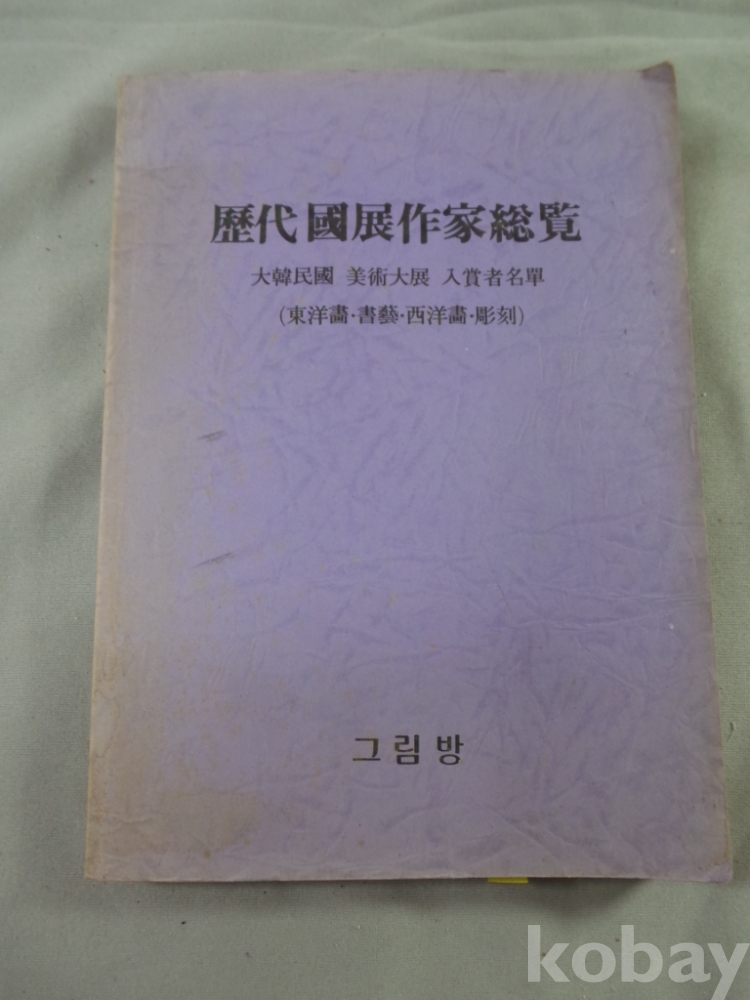 歷代 國展作家総覧
大韓民國 美術大展 入賞者名單
(東洋畵·書藝·西洋畵·彫刻)
그림방
kobay